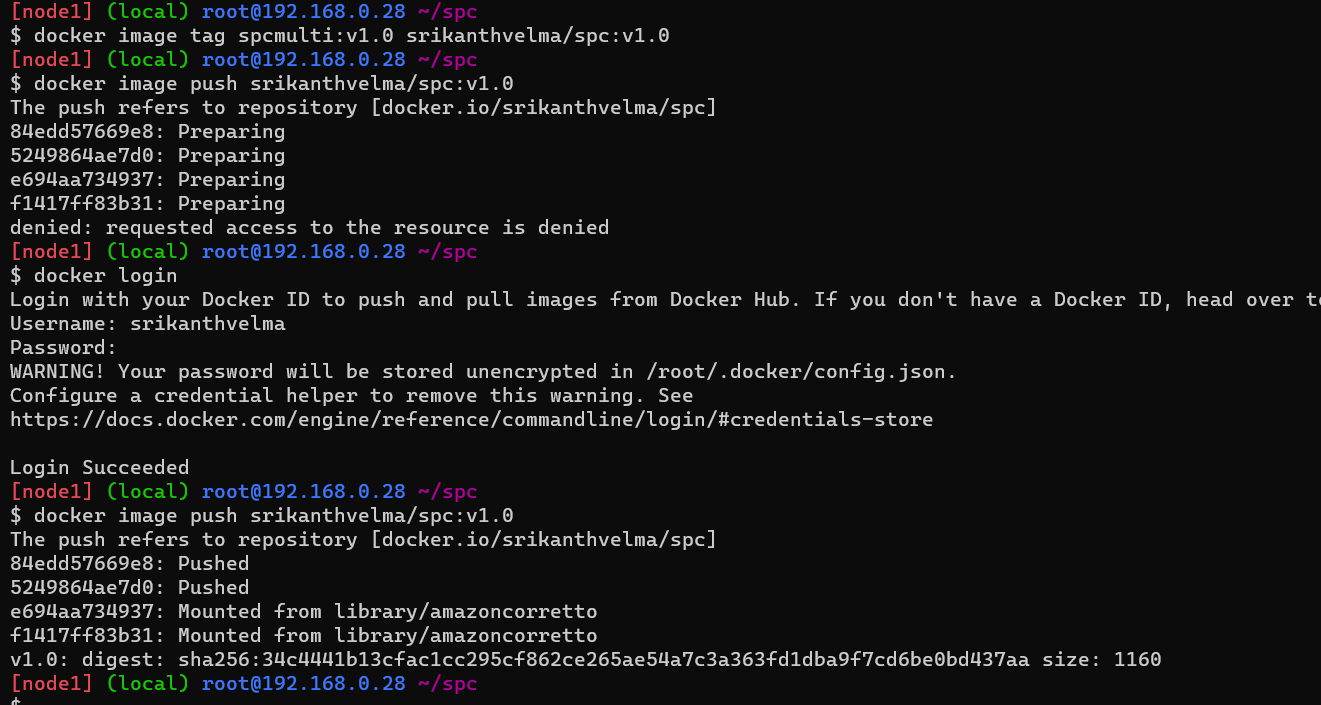 [node1] (local) root@192.168.0.28 ~/spc
$ docker image tag spcmulti:v1.0 srikanthvelma/spc:v1.0
[node1] (local) root@192.168.0.28 ~/spc
$ docker image push srikanthvelma/spc:v1.0
The push refers to repository [docker.io/srikanthvelma/spc]
84edd57669e8: Preparing
5249864ae7d0: Preparing
e694aa734937: Preparing
f1417ff83b31: Preparing
denied: requested access to the resource is denied
[node1] (local) root@192.168.0.28 ~/spc
$ docker login
Login with your Docker ID to push and pull images from Docker Hub. If you don't have a Docker ID, head over to
Username: srikanthvelma
Password:
WARNING! Your password will be stored unencrypted in /root/.docker/config.json.
Configure a credential helper to remove this warning. See
https://docs.docker.com/engine/reference/commandline/login/#credentials-store
Login Succeeded
[node1] (local) root@192.168.0.28 ~/spc
$ docker image push srikanthvelma/spc:v1.0
The push refers to repository [docker.io/srikanthvelma/spc]
84edd57669e8: Pushed
5249864ae7d0: Pushed
e694aa734937: Mounted from library/amazoncorretto
f1417ff83b31: Mounted from library/amazoncorretto
v1.0: digest: sha256:34c4441b13cfac1cc295cf862ce265ae54a7c3a363fd1dba9f7cd6be0bd437aa size: 1160
[node1] (local) root@192.168.0.28 ~/spc
$